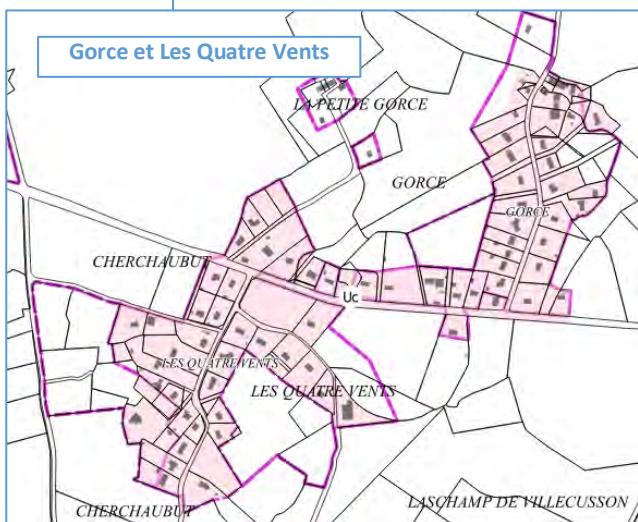 Gorce et Les Quatre Vents
LA PETITE GORCE
GORCE
GORCE
CHERCHAUBUT
Uc
LES QUATRE VENTS
LES QUATRE VENTS
CHERCHAUBUT
LASCHAMP DE VILLECUSSON